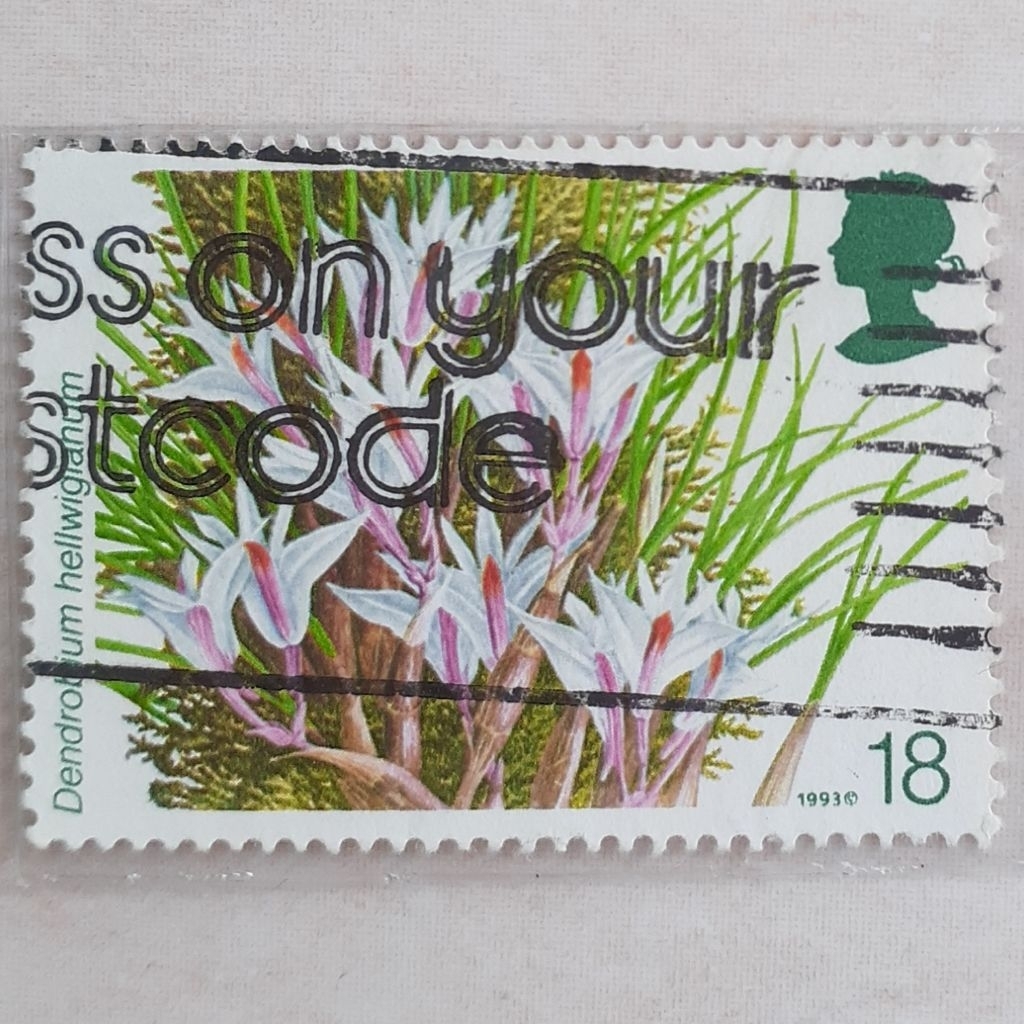 ss on your
stcode
Dendrobium hellwigianum
1993©
18